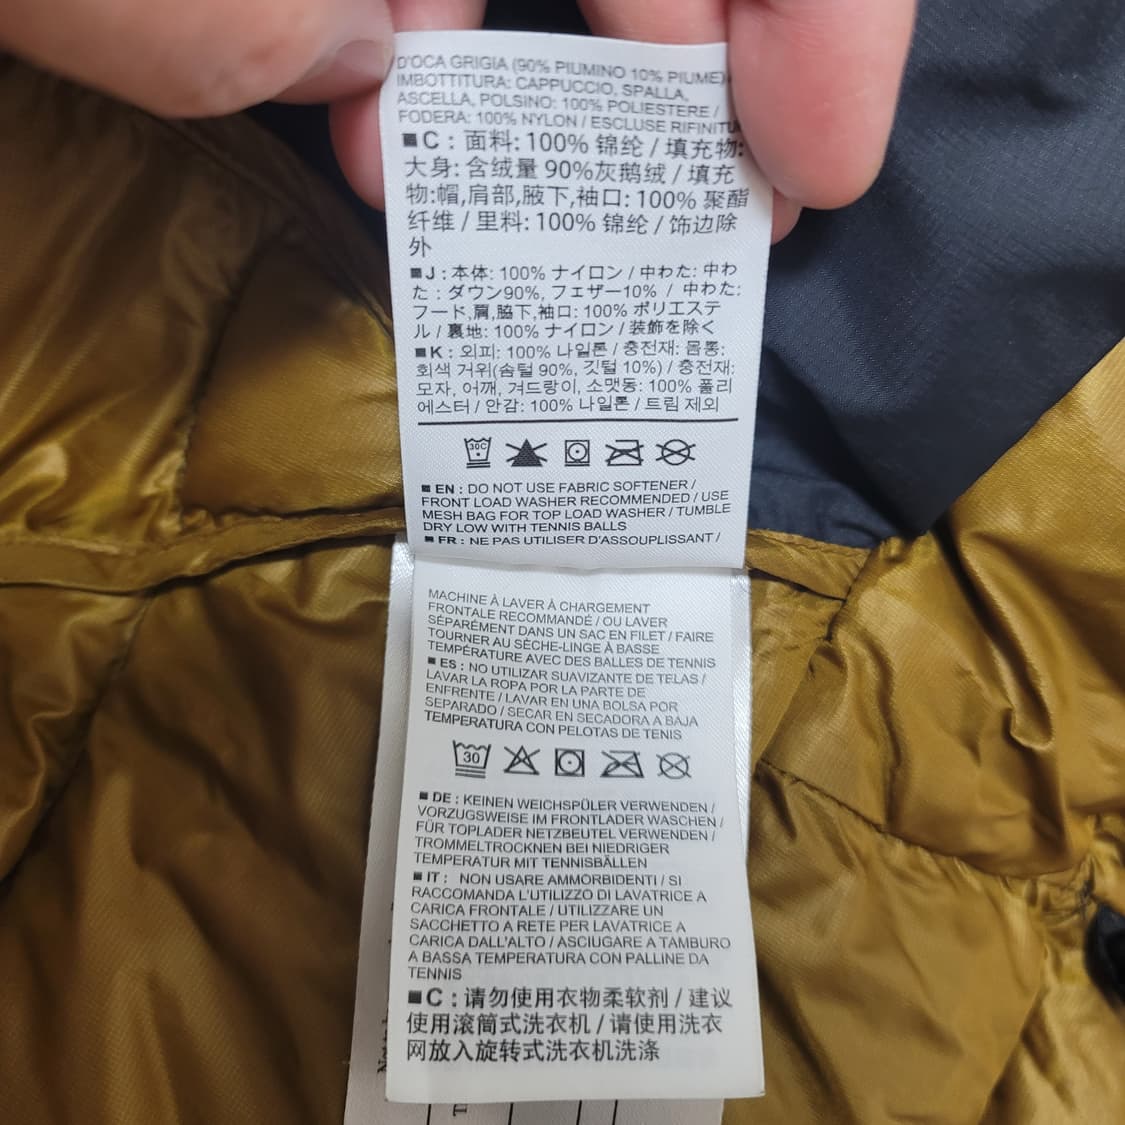 D'OCA GRIGIA (90% PIUMINO 10% PIUME)
IMBOTTITURA: CAPPUCCIO, SPALLA,
ASCELLA, POLSINO: 100% POLIESTERE /
FODERA: 100% NYLON / ESCLUSE RIFINITU
■C : 面料: 100% 锦纶 / 填充物:
大身: 含绒量 90%灰鹅绒 / 填充
物:帽,肩部,腋下,袖口: 100% 聚酯
纤维 / 里料: 100% 锦纶 / 饰边除
外
■J : 本体: 100% ナイロン / 中わた: 中わ
た : ダウン90%, フェザー10% / 中わた:
フード,肩,脇下,袖口: 100% ポリエステ
ル / 裏地: 100% ナイロン / 装飾を除く
■K : 외피: 100% 나일론 / 충전재: 몸통:
회색 거위(솜털 90%, 깃털 10%) / 충전재:
모자, 어깨, 겨드랑이, 소맷동: 100% 폴리
에스터 / 안감: 100% 나일론 / 트림 제외
30C
■ EN : DO NOT USE FABRIC SOFTENER /
FRONT LOAD WASHER RECOMMENDED / USE
MESH BAG FOR TOP LOAD WASHER / TUMBLE
DRY LOW WITH TENNIS BALLS
■ FR : NE PAS UTILISER D'ASSOUPLISSANT /
MACHINE À LAVER À CHARGEMENT
FRONTALE RECOMMANDÉ / OU LAVER
SÉPARÉMENT DANS UN SAC EN FILET / FAIRE
TOURNER AU SÈCHE-LINGE À BASSE
TEMPÉRATURE AVEC DES BALLES DE TENNIS
■ ES : NO UTILIZAR SUAVIZANTE DE TELAS /
LAVAR LA ROPA POR LA PARTE DE
ENFRENTE / LAVAR EN UNA BOLSA POR
SEPARADO / SECAR EN SECADORA A BAJA
TEMPERATURA CON PELOTAS DE TENIS
30
■ DE : KEINEN WEICHSPÜLER VERWENDEN /
VORZUGSWEISE IM FRONTLADER WASCHEN /
FÜR TOPLADER NETZBEUTEL VERWENDEN /
TROMMELTROCKNEN BEI NIEDRIGER
TEMPERATUR MIT TENNISBÄLLEN
■ IT : NON USARE AMMORBIDENTI / SI
RACCOMANDA L'UTILIZZO DI LAVATRICE A
CARICA FRONTALE / UTILIZZARE UN
SACCHETTO A RETE PER LAVATRICE A
CARICA DALL'ALTO / ASCIUGARE A TAMBURO
A BASSA TEMPERATURA CON PALLINE DA
TENNIS
■C : 请勿使用衣物柔软剂 / 建议
使用滚筒式洗衣机 / 请使用洗衣
网放入旋转式洗衣机洗涤